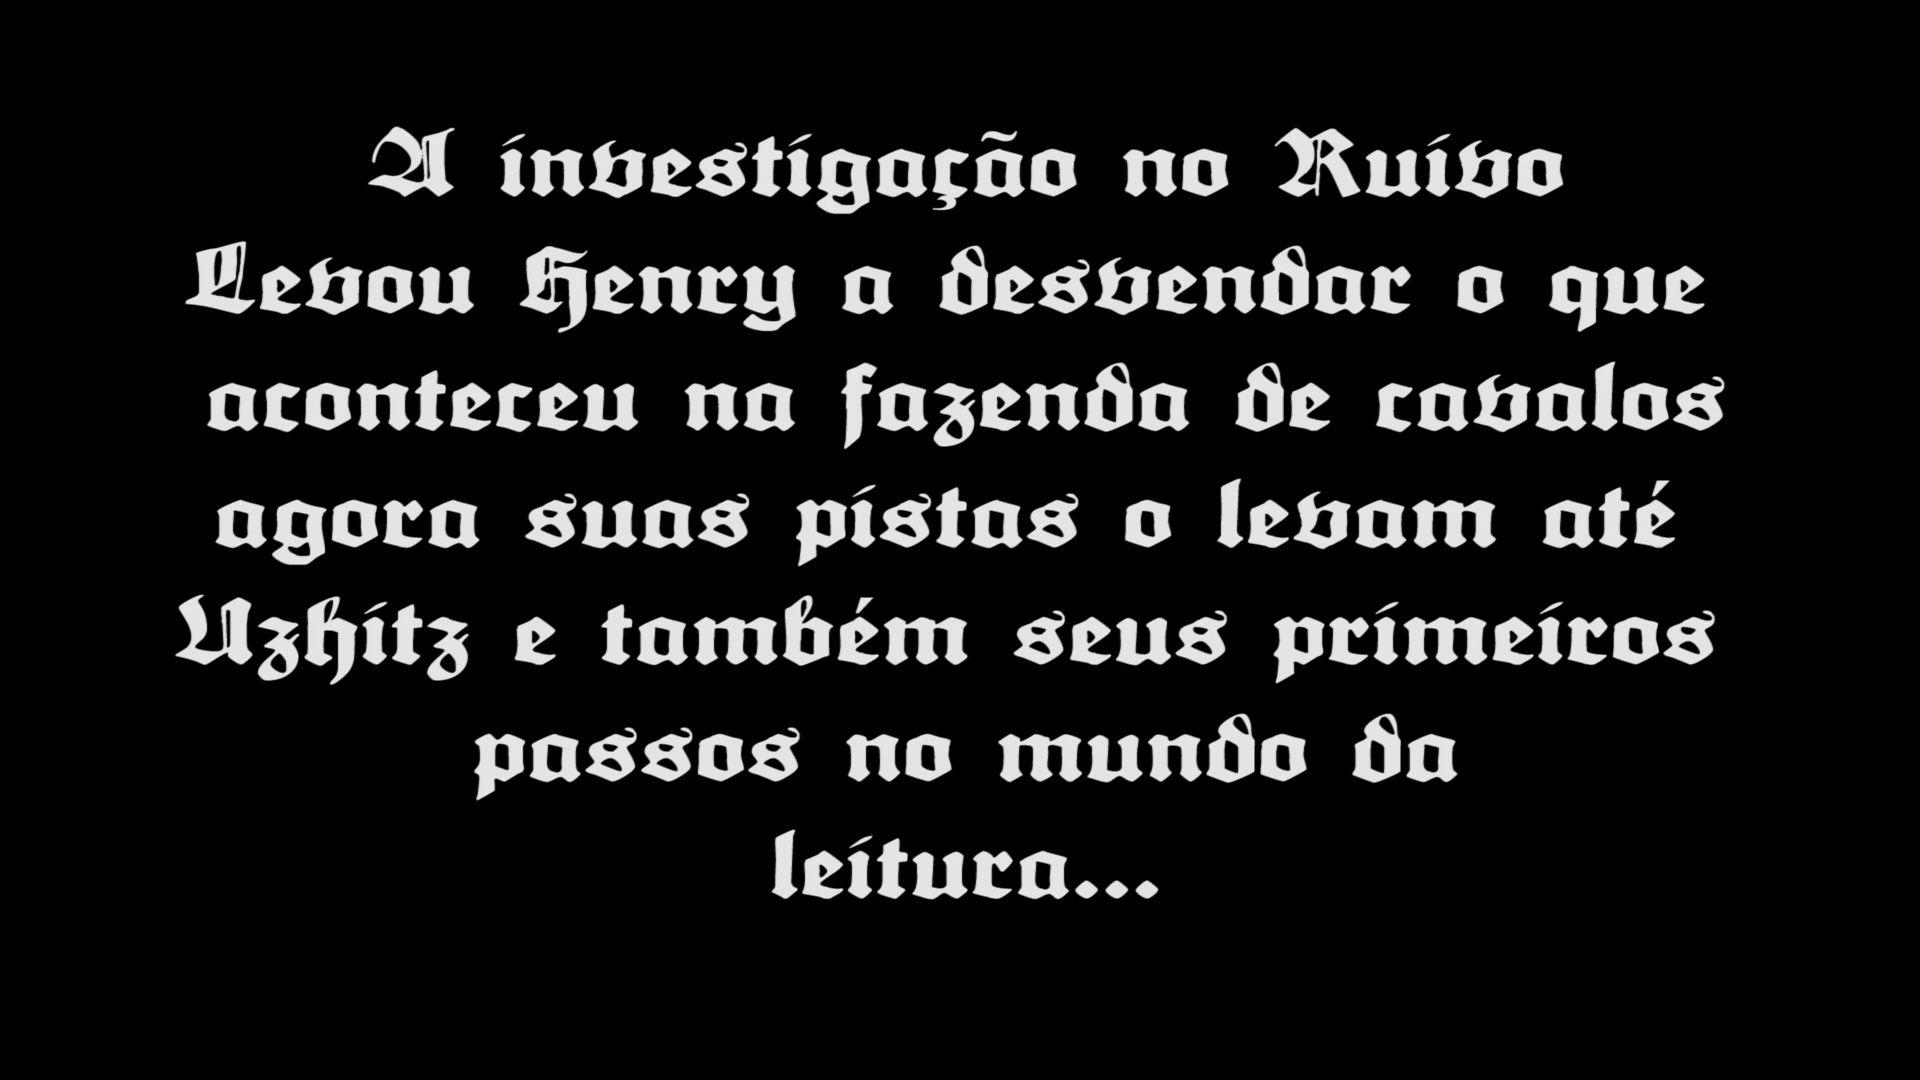 A investigação no Ruivo
Levou Henry a desvendar o que
aconteceu na fazenda de cavalos
agora suas pistas o levam até
Uzhitz e também seus primeiros
passos no mundo da
leitura...